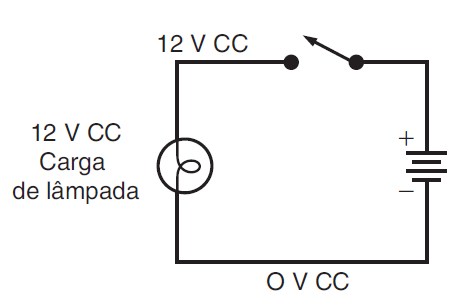 12 V CC
12 V CC
Carga
de lâmpada
+
–
O V CC